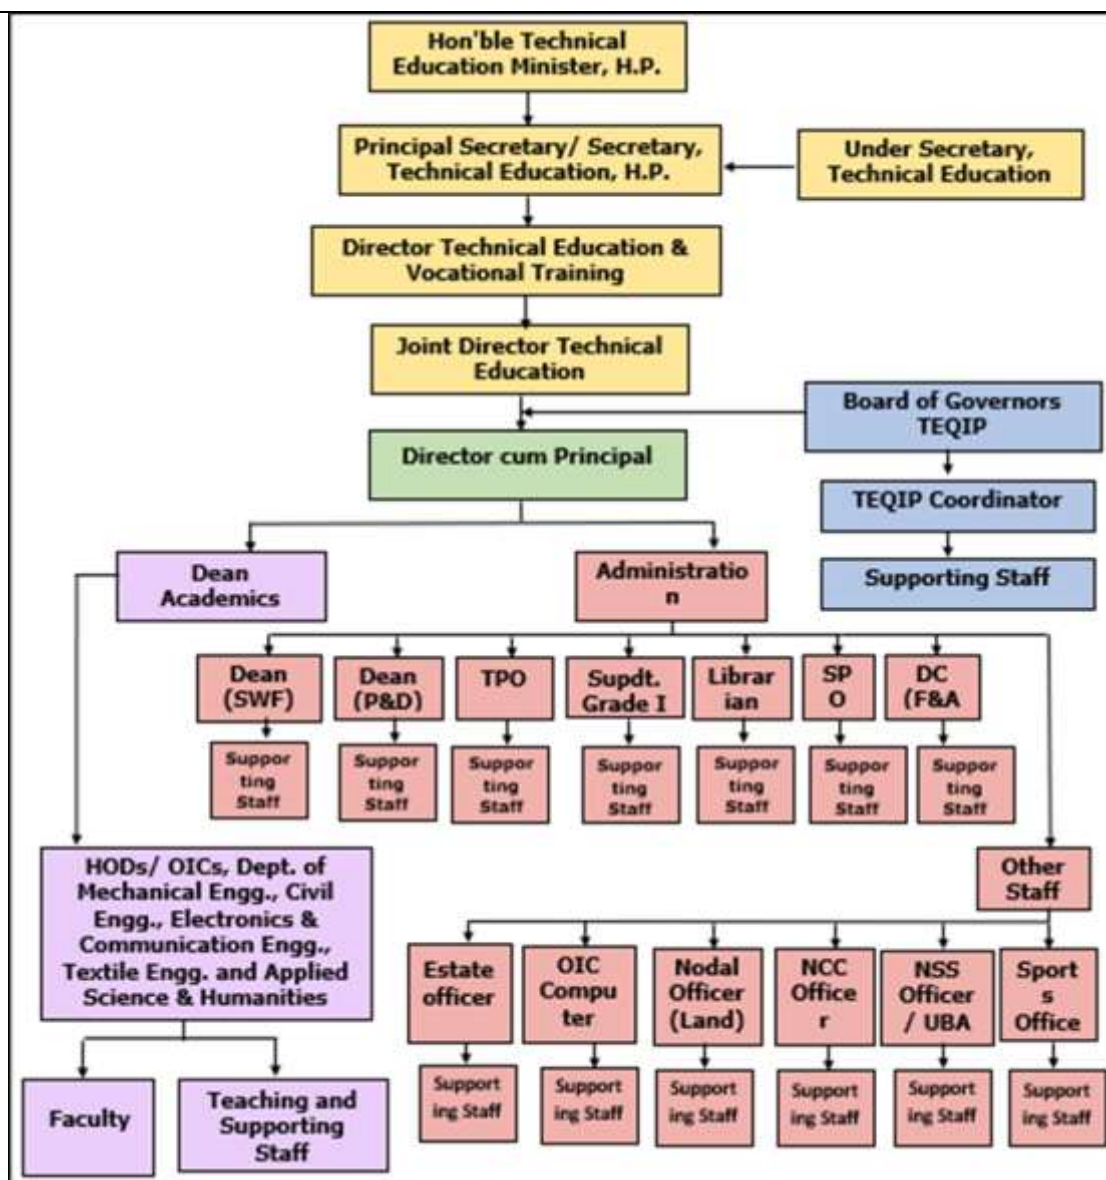 Hon'ble Technical
Education Minister, H.P.
Principal Secretary/ Secretary,
Technical Education, H.P.
Under Secretary,
Technical Education
Director Technical Education &
Vocational Training
Joint Director Technical
Education
Board of Governors
TEQIP
Director cum Principal
TEQIP Coordinator
Supporting Staff
Dean
Academics
Administratio
n
Dean
(SWF)
Dean
(P&D)
TPO
Supdt.
Grade I
Librar
ian
SP
O
DC
(F&A
Suppor
ting
Staff
Suppor
ting
Staff
Suppor
ting
Staff
Suppor
ting
Staff
Suppor
ting
Staff
Suppor
ting
Staff
Suppor
ting
Staff
HODs/ OICs, Dept. of
Mechanical Engg., Civil
Engg., Electronics &
Communication Engg.,
Textile Engg. and Applied
Science & Humanities
Other
Staff
Estate
officer
OIC
Compu
ter
Nodal
Officer
(Land)
NCC
Office
r
NSS
Officer
/ UBA
Sport
s
Office
Faculty
Teaching and
Supporting
Staff
Support
ing Staff
Support
ing Staff
Support
ing Staff
Support
ing Staff
Support
ing Staff
Support
ing Staff